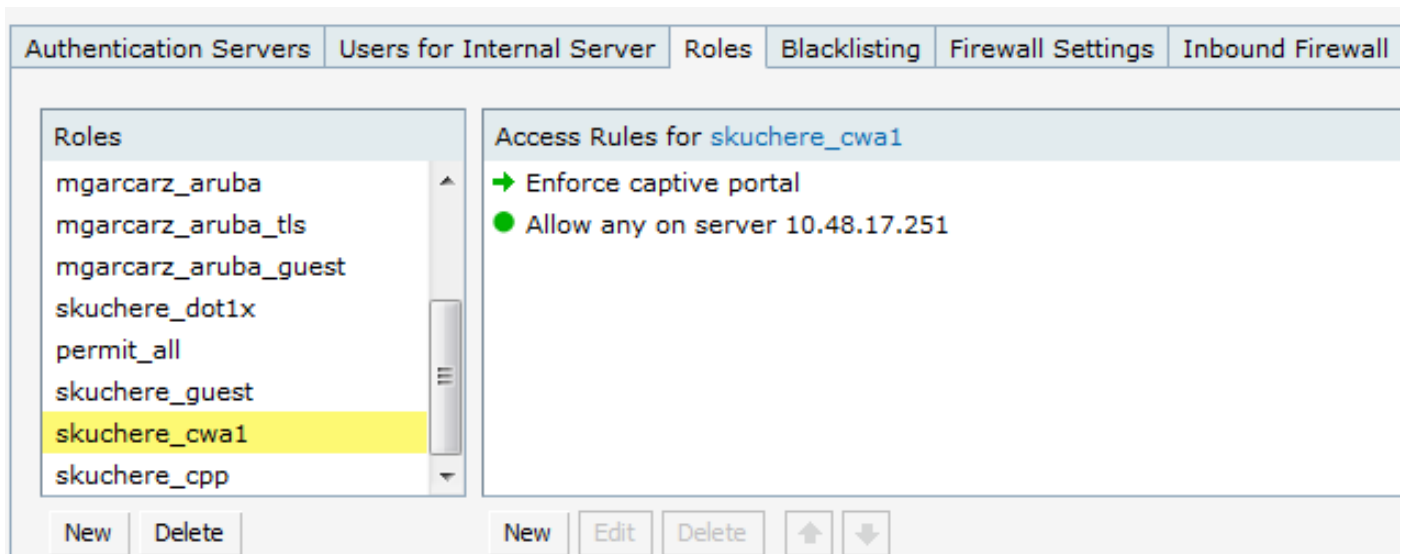 Authentication Servers Users for Internal Server Roles Blacklisting Firewall Settings Inbound Firewall
Roles
mgarcarz_aruba
mgarcarz_aruba_tls
mgarcarz_aruba_guest
skuchere_dot1x
permit_all
skuchere_guest
skuchere_cwa1
skuchere_cpp
New Delete
Access Rules for skuchere_cwa1
Enforce captive portal
Allow any on server 10.48.17.251
New Edit Delete